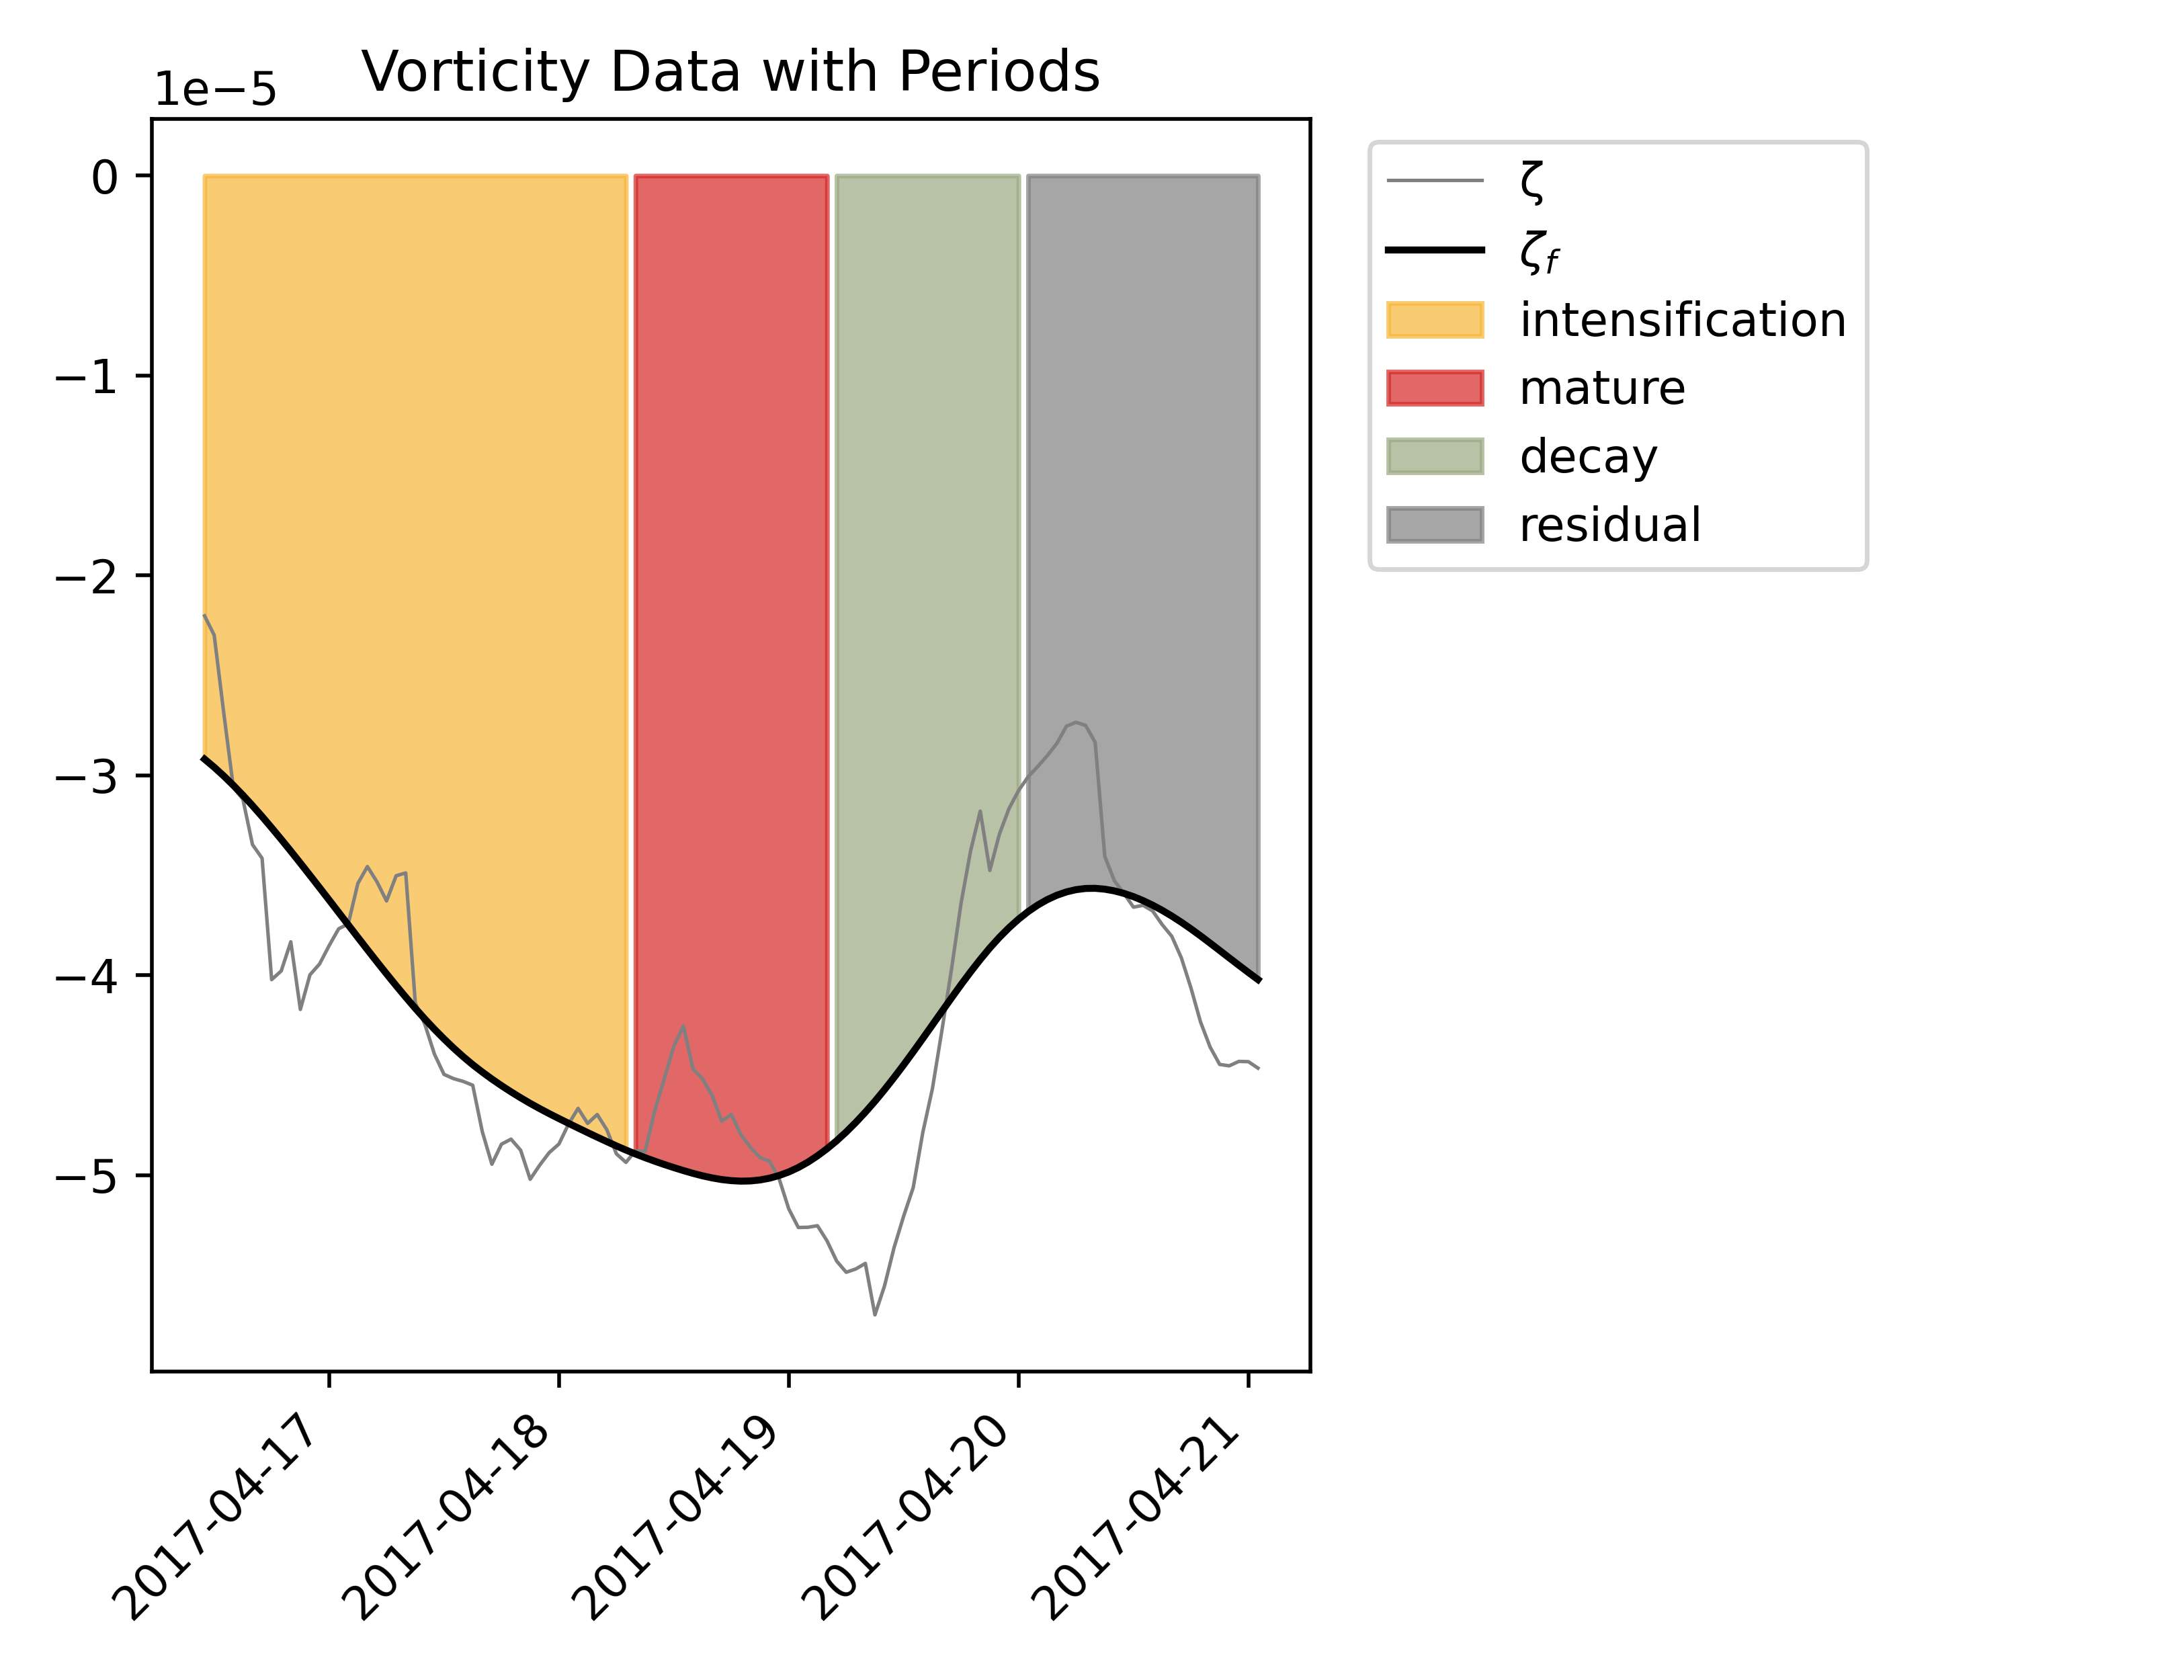 Vorticity Data with Periods
1e−5
0
−1
−2
−3
−4
−5
2017-04-17
2017-04-18
2017-04-19
2017-04-20
2017-04-21
ζ
ζf
intensification
mature
decay
residual